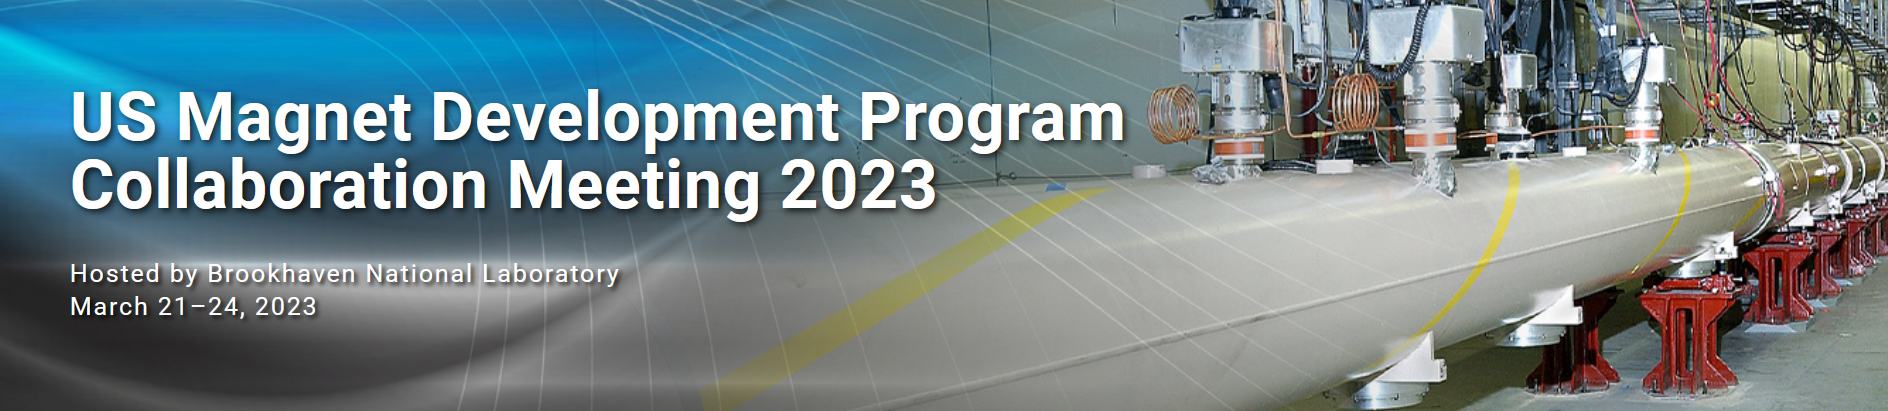 US Magnet Development Program
Collaboration Meeting 2023
Hosted by Brookhaven National Laboratory
March 21–24, 2023